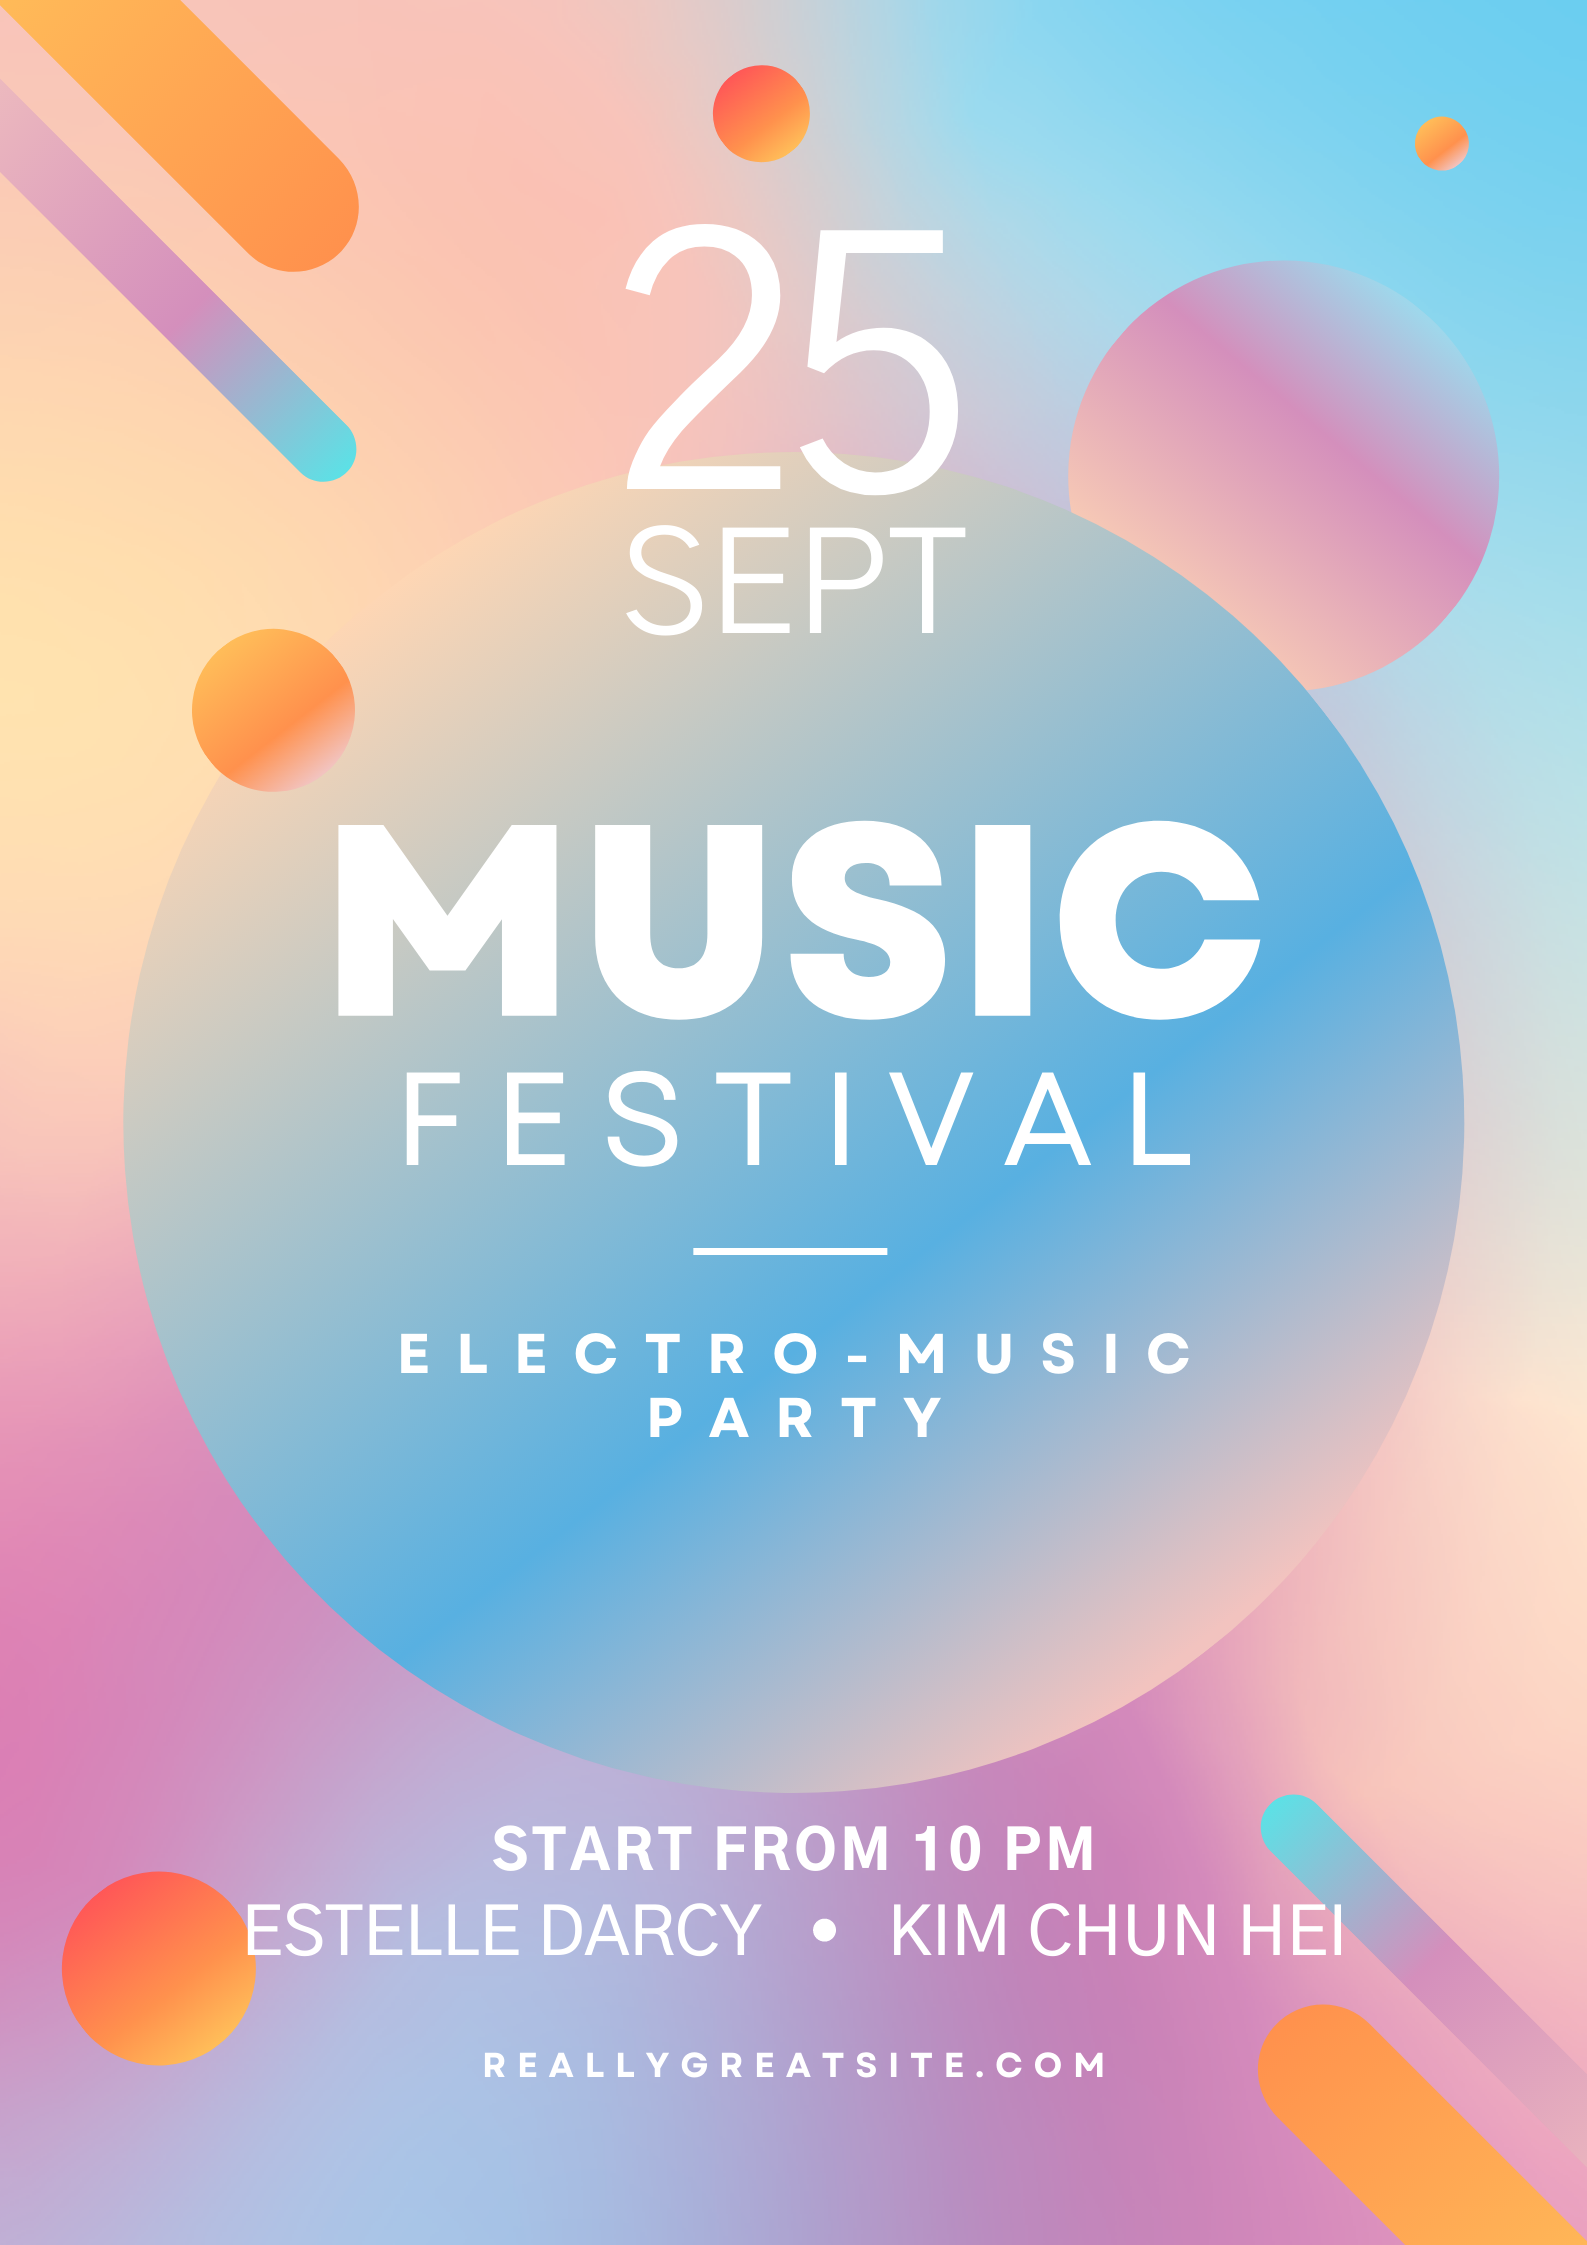 25
SEPT
MUSIC
FESTIVAL
ELECTRO-MUSIC
PARTY
START FROM 10 PM
ESTELLE DARCY • KIM CHUN HEI
REALLYGREATSITE.COM